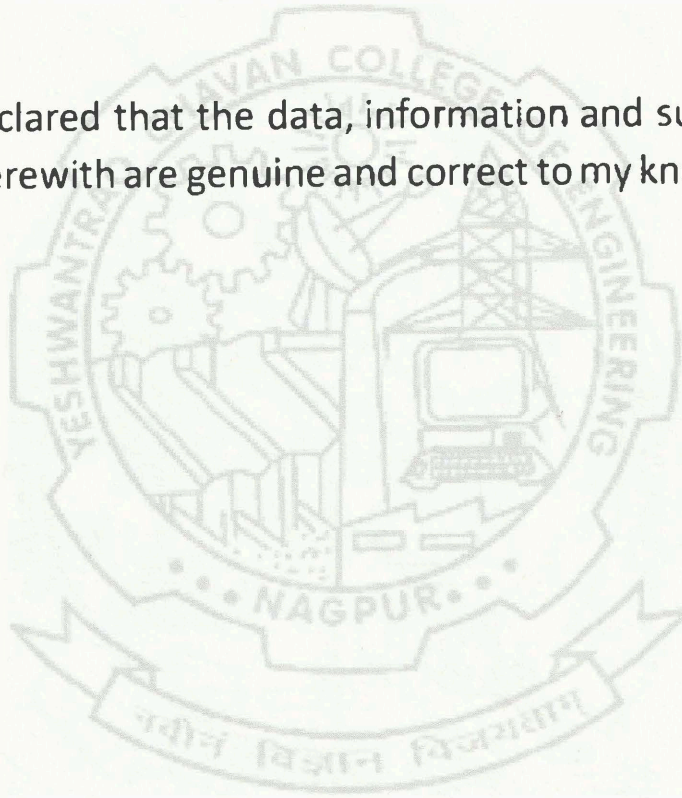 clared that the data, information and su
erewith are genuine and correct to my kn
YESHWANTRAO CHAVAN COLLEGE OF ENGINEERING
NAGPUR
नवीनं विज्ञान विजयधाम्